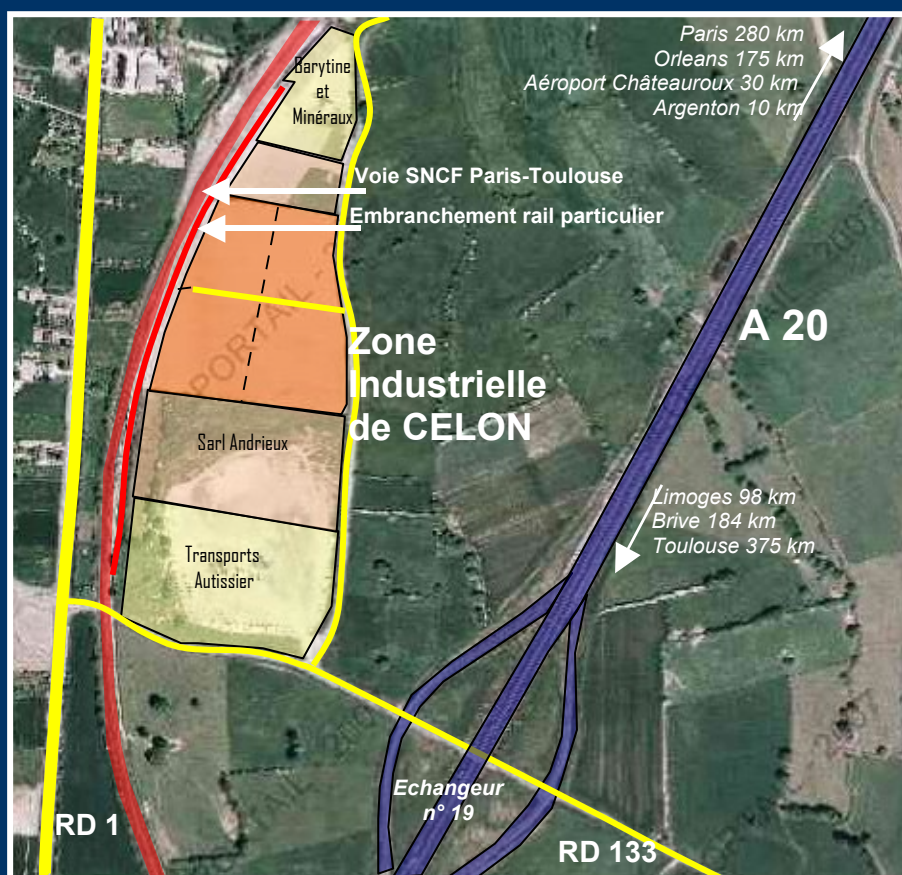 Paris 280 km
Orleans 175 km
Aéroport Châteauroux 30 km
Argenton 10 km
Barytine
et
Minéraux
Voie SNCF Paris-Toulouse
Embranchement rail particulier
A 20
Zone
Industrielle
de CELON
PORTAIL
Sarl Andrieux
Limoges 98 km
Brive 184 km
Toulouse 375 km
Transports
Autissier
Echangeur
n° 19
RD 1
RD 133